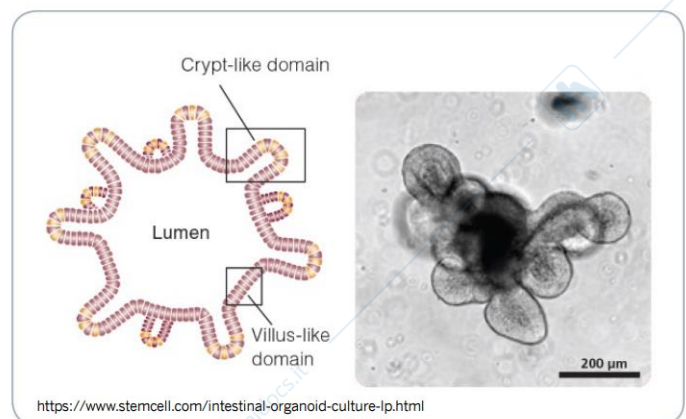 Crypt-like domain
Lumen
Villus-like
domain
200 µm
https://www.stemcell.com/intestinal-organoid-culture-lp.html